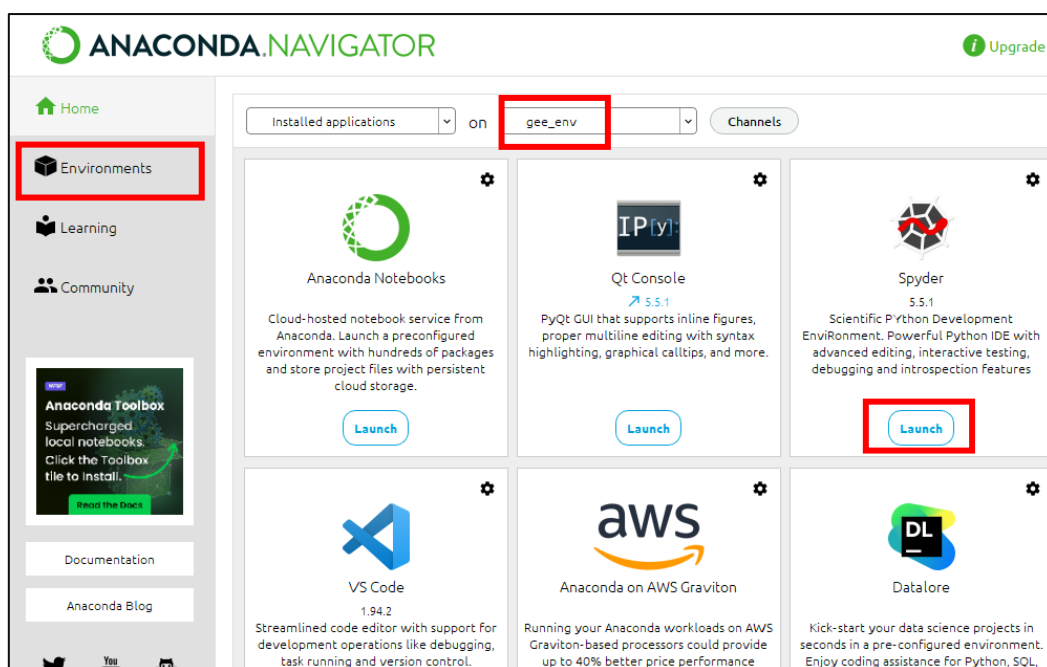 ANACONDA.NAVIGATOR
i Upgrade
Home
Environments
Learning
Community
NEW
Anaconda Toolbox
Supercharged
local notebooks.
Click the Toolbox
tile to Install.
Read the Docs
Documentation
Anaconda Blog
You
Installed applications on gee_env Channels
Anaconda Notebooks
Cloud-hosted notebook service from
Anaconda. Launch a preconfigured
environment with hundreds of packages
and store project files with persistent
cloud storage.
Launch
IP[y]:
Qt Console
5.5.1
PyQt GUI that supports inline figures,
proper multiline editing with syntax
highlighting, graphical calltips, and more.
Launch
Spyder
5.5.1
Scientific PYthon Development
EnviRonment. Powerful Python IDE with
advanced editing, interactive testing,
debugging and introspection features
Launch
VS Code
1.94.2
Streamlined code editor with support for
development operations like debugging,
task running and version control.
aws
Anaconda on AWS Graviton
Running your Anaconda workloads on AWS
Graviton-based processors could provide
up to 40% better price performance
DL
Datalore
Kick-start your data science projects in
seconds in a pre-configured environment.
Enjoy coding assistance for Python, SQL,